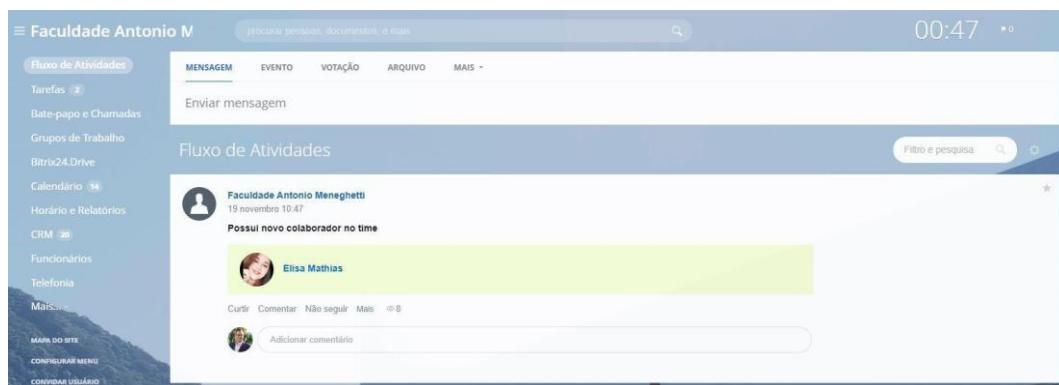 Faculdade Antonio M
procurar pessoas, documentos, e mais
00:47
0
Fluxo de Atividades
Tarefas 2
Bate-papo e Chamadas
Grupos de Trabalho
Bitrix24.Drive
Calendário 14
Horário e Relatórios
CRM 20
Funcionários
Telefonia
Mais...
MAPA DO SITE
CONFIGURAR MENU
CONVIDAR USUÁRIO
MENSAGEM EVENTO VOTAÇÃO ARQUIVO MAIS
Enviar mensagem
Fluxo de Atividades
Filtro e pesquisa
Faculdade Antonio Meneghetti
19 novembro 10:47
Possui novo colaborador no time
Elisa Mathias
Curtir Comentar Não seguir Mais 8
Adicionar comentário